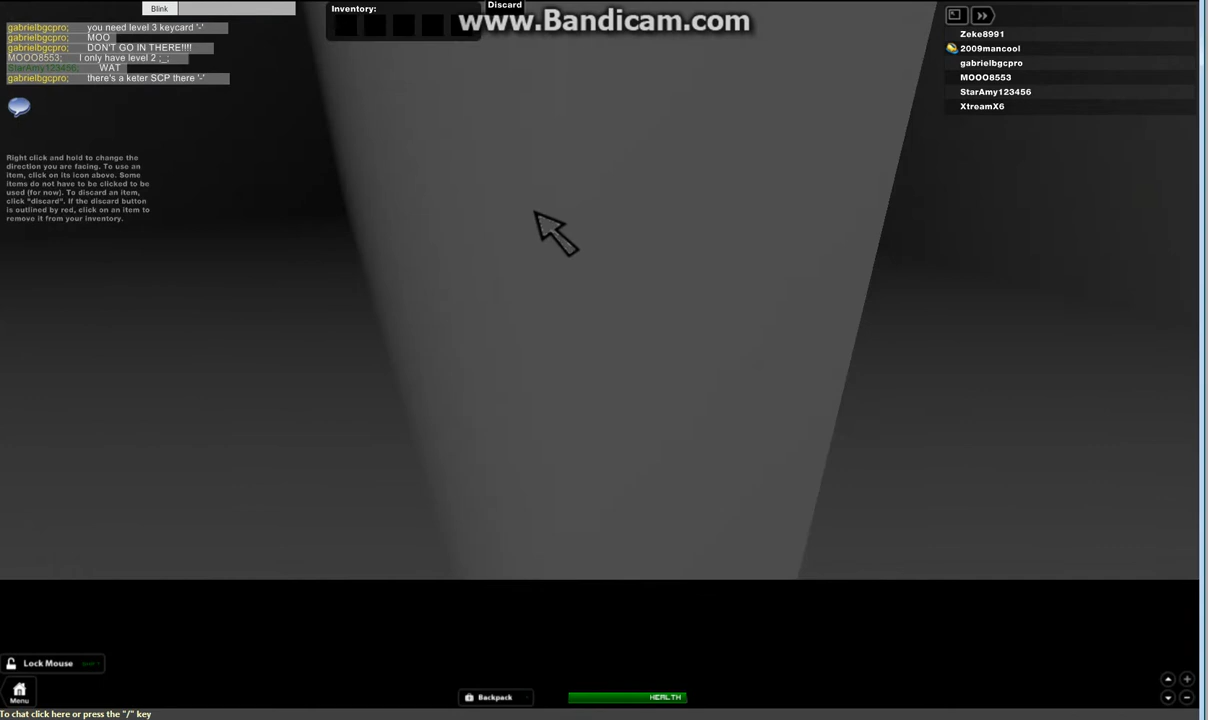 Blink
Inventory:
Discard
www.Bandicam.com
gabrielbgcpro; you need level 3 keycard '-'
gabrielbgcpro; MOO
gabrielbgcpro; DON'T GO IN THERE!!!!
MOOO8553; I only have level 2 ;_;
StarAmy123456; WAT
gabrielbgcpro; there's a keter SCP there '-'
Zeke8991
2009mancool
gabrielbgcpro
MOOO8553
StarAmy123456
XtreamX6
Right click and hold to change the
direction you are facing. To use an
item, click on its icon above. Some
items do not have to be clicked to be
used (for now). To discard an item,
click "discard". If the discard button
is outlined by red, click on an item to
remove it from your inventory.
Lock Mouse
Menu
Backpack
HEALTH
To chat click here or press the "/" key